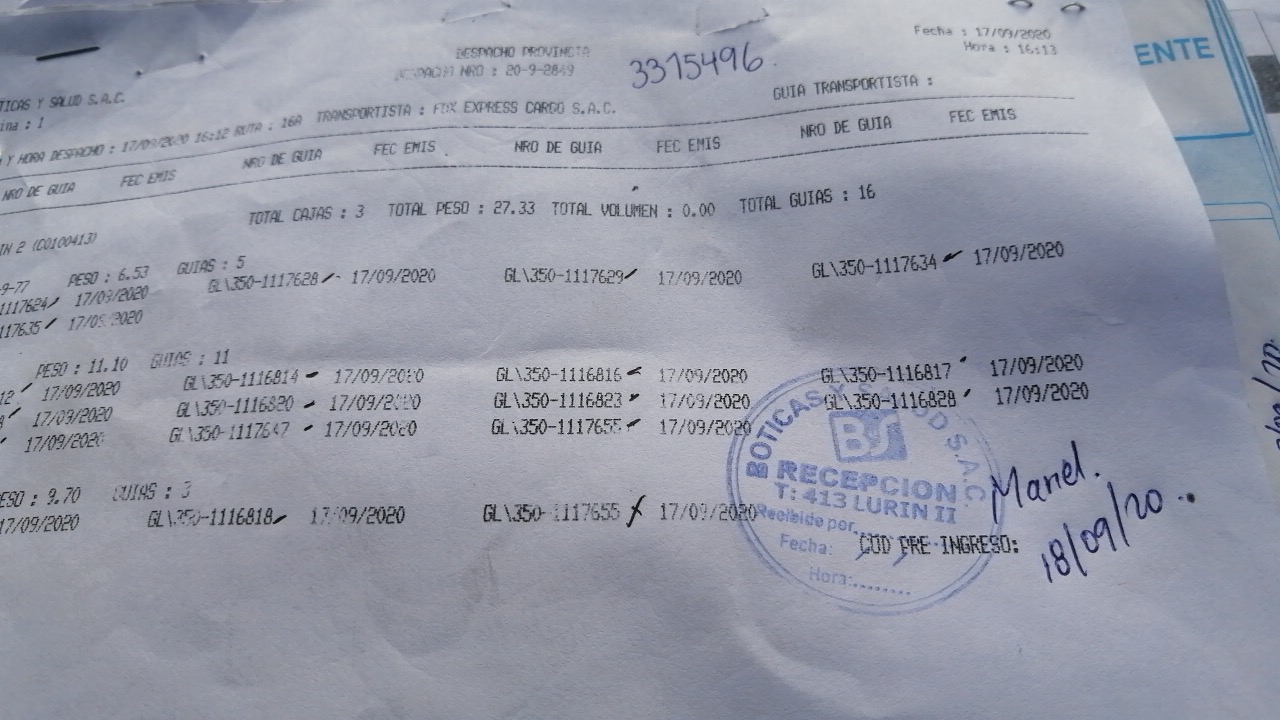 DESPACHO PROVINCIA
DESPACHO NRO : 20-9-2849
3315496.
Fecha : 17/09/2020
Hora : 16:13
ENTE
TICAS Y SALUD S.A.C.
ina : 1
GUIA TRANSPORTISTA :
Y HORA DESPACHO : 17/09/2020 16:12 RUTA : 16A TRANSPORTISTA : FOX EXPRESS CARGO S.A.C.
NRO DE GUIA FEC EMIS NRO DE GUIA FEC EMIS NRO DE GUIA FEC EMIS NRO DE GUIA FEC EMIS
TOTAL CAJAS : 3 TOTAL PESO : 27.33 TOTAL VOLUMEN : 0.00 TOTAL GUIAS : 16
IN 2 (C0100413)
9-77 PESO : 6.53 GUIAS : 5
1117624 17/09/2020 GL\350-1117628 17/09/2020 GL\350-1117629 17/09/2020 GL\350-1117634 17/09/2020
117635 17/09/2020
PESO : 11.10 GUIAS : 11
12 17/09/2020 GL\350-1116814 17/09/2020 GL\350-1116816 17/09/2020 GL\350-1116817 17/09/2020
8 17/09/2020 GL\350-1116820 17/09/2020 GL\350-1116823 17/09/2020 GL\350-1116828 17/09/2020
17/09/2020 GL\350-1117647 17/09/2020 GL\350-1117655 17/09/2020
ESO : 9.70 GUIAS : 3
17/09/2020 GL\350-1116818 17/09/2020 GL\350-1117655 17/09/2020
BOTICAS Y SALUD S.A.C.
BS
RECEPCION
T: 413 LURIN II
Recibido por
Fecha:
Hora:........
COD PRE INGRESO:
18/09/20